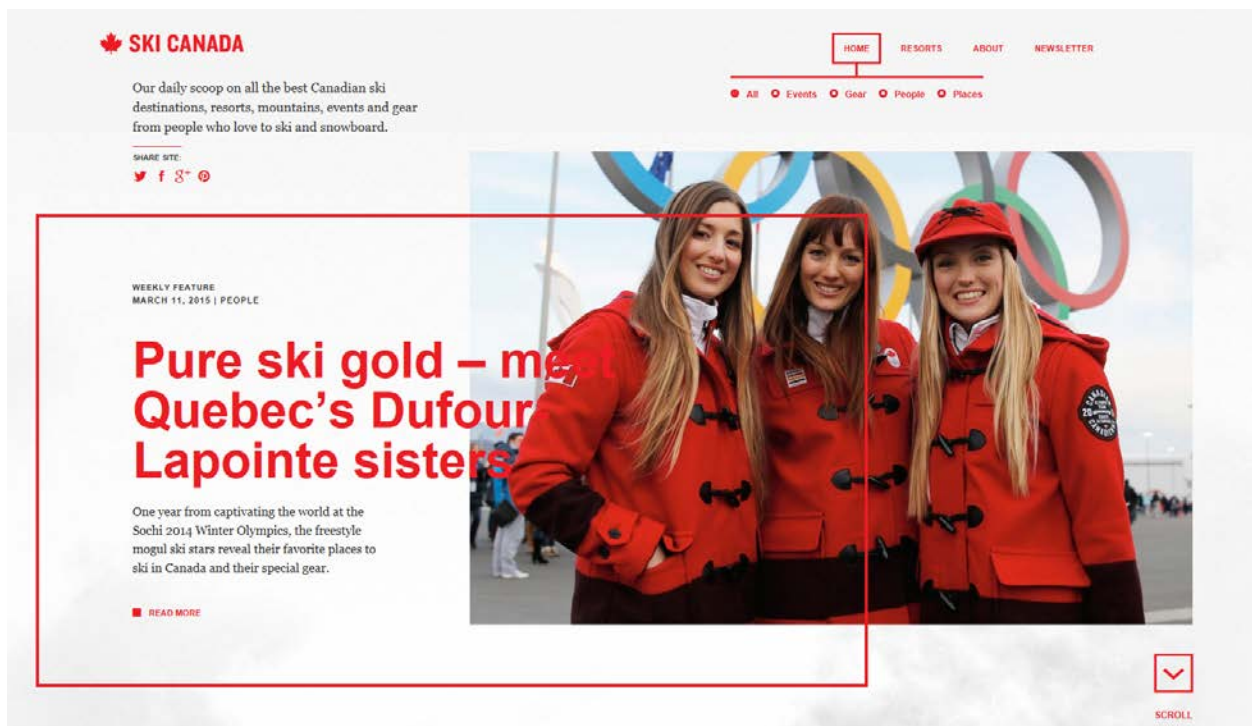 SKI CANADA
HOME RESORTS ABOUT NEWSLETTER
All Events Gear People Places
Our daily scoop on all the best Canadian ski
destinations, resorts, mountains, events and gear
from people who love to ski and snowboard.
SHARE SITE:
WEEKLY FEATURE
MARCH 11, 2015 | PEOPLE
Pure ski gold – meet
Quebec’s Dufour
Lapointe sisters
One year from captivating the world at the
Sochi 2014 Winter Olympics, the freestyle
mogul ski stars reveal their favorite places to
ski in Canada and their special gear.
READ MORE
SCROLL